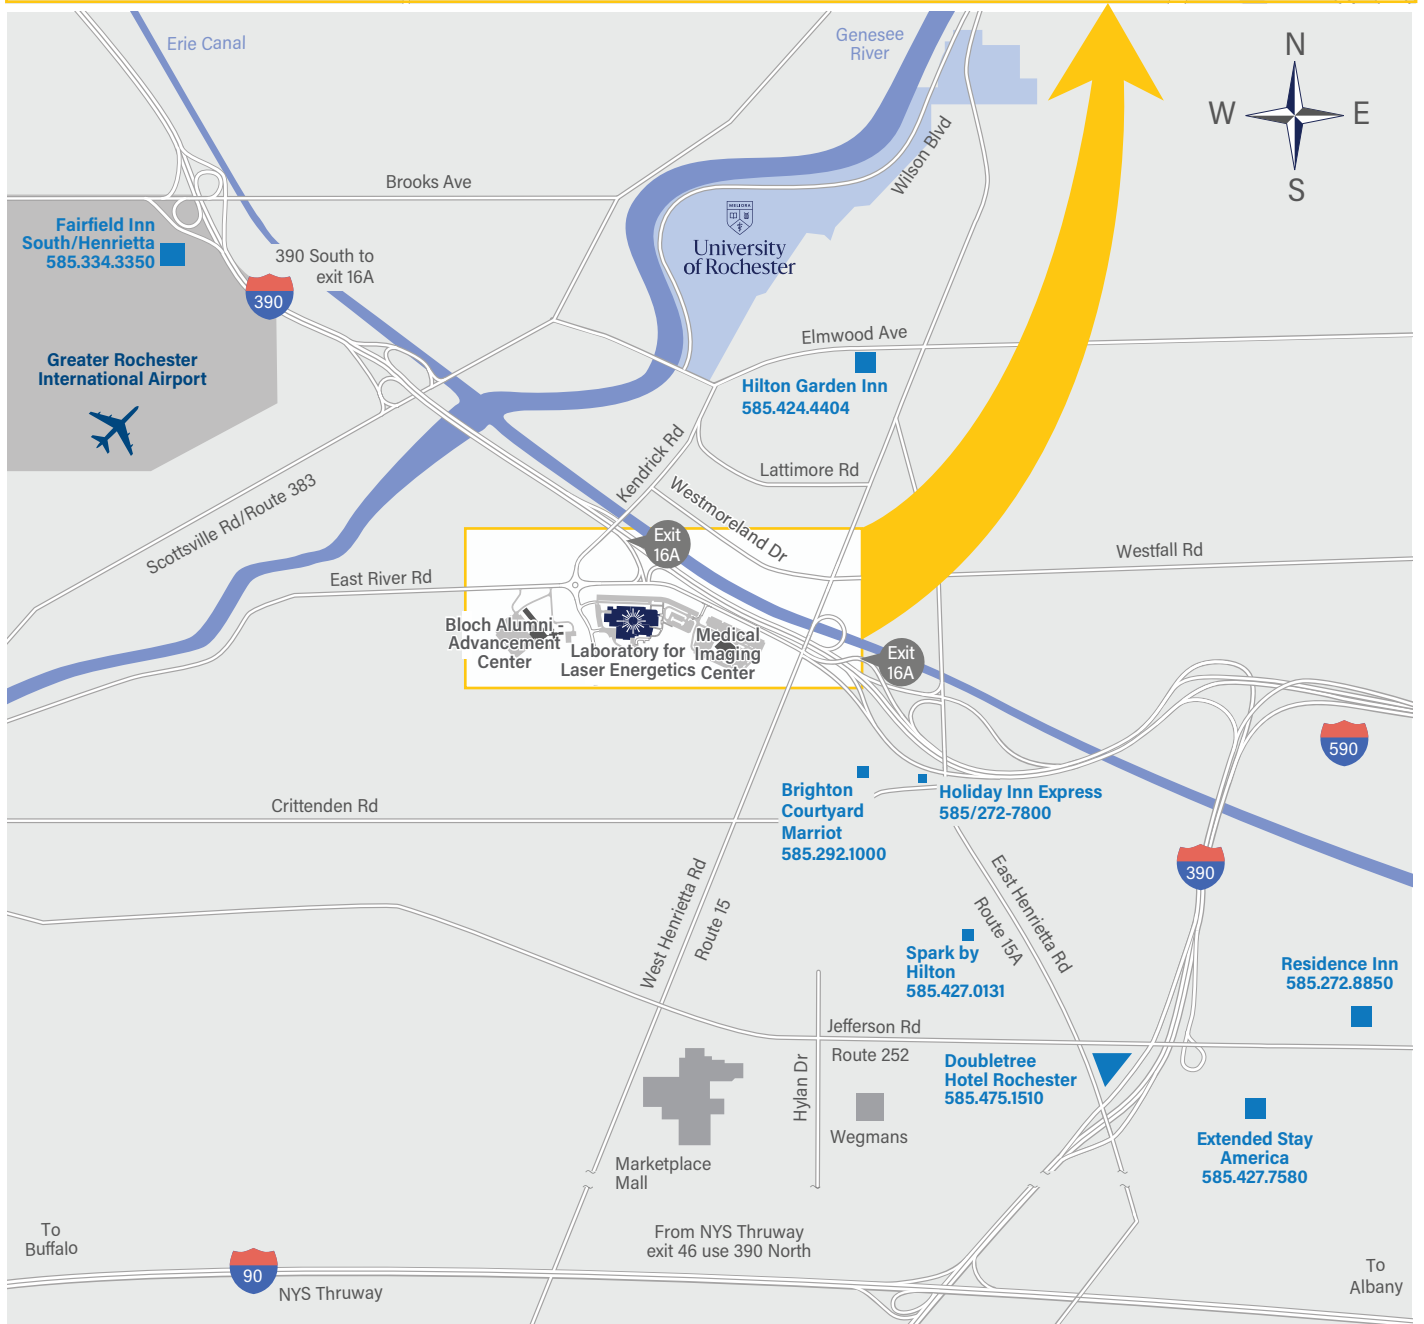 Erie Canal
Genesee
River
N
W
E
S
Wilson Blvd
Brooks Ave
MELIORA
University
of Rochester
Fairfield Inn
South/Henrietta
585.334.3350
390 South to
exit 16A
390
Greater Rochester
International Airport
Elmwood Ave
Hilton Garden Inn
585.424.4404
Kendrick Rd
Lattimore Rd
Scottsville Rd/Route 383
Westmoreland Dr
Exit
16A
Westfall Rd
East River Rd
Bloch Alumni -
Advancement
Center
Laboratory for
Laser Energetics
Medical
Imaging
Center
Exit
16A
590
Brighton
Courtyard
Marriot
585.292.1000
Holiday Inn Express
585/272-7800
Crittenden Rd
390
West Henrietta Rd
Route 15
East Henrietta Rd
Route 15A
Spark by
Hilton
585.427.0131
Residence Inn
585.272.8850
Jefferson Rd
Route 252
Hylan Dr
Doubletree
Hotel Rochester
585.475.1510
Wegmans
Marketplace
Mall
Extended Stay
America
585.427.7580
To
Buffalo
From NYS Thruway
exit 46 use 390 North
90
NYS Thruway
To
Albany